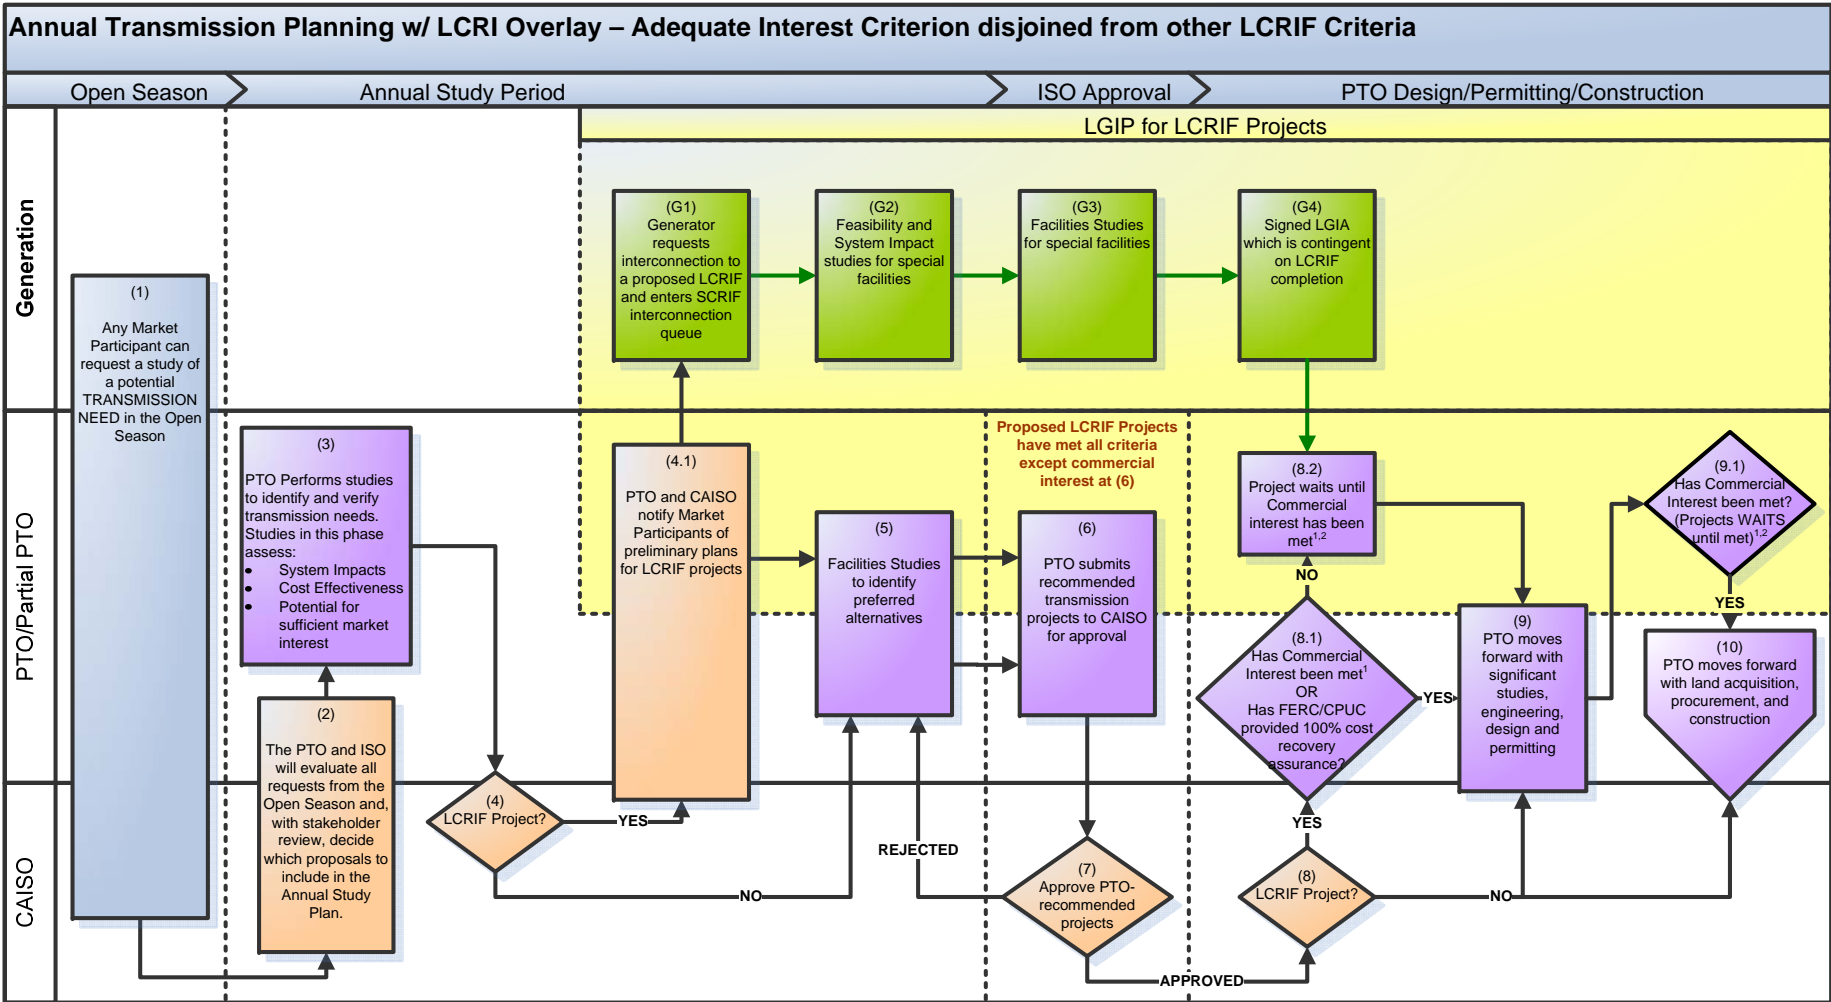 Annual Transmission Planning w/ LCRI Overlay – Adequate Interest Criterion disjoined from other LCRIF Criteria
Open Season
Annual Study Period
ISO Approval
PTO Design/Permitting/Construction
LGIP for LCRIF Projects
Generation
PTO/Partial PTO
CAISO
(1)
Any Market
Participant can
request a study of
a potential
TRANSMISSION
NEED in the Open
Season
(2)
The PTO and ISO
will evaluate all
requests from the
Open Season and,
with stakeholder
review, decide
which proposals to
include in the
Annual Study
Plan.
(3)
PTO Performs studies
to identify and verify
transmission needs.
Studies in this phase
assess:
• System Impacts
• Cost Effectiveness
• Potential for
sufficient market
interest
(4)
LCRIF Project?
YES
NO
(4.1)
PTO and CAISO
notify Market
Participants of
preliminary plans
for LCRIF projects
(G1)
Generator
requests
interconnection to
a proposed LCRIF
and enters SCRIF
interconnection
queue
(G2)
Feasibility and
System Impact
studies for special
facilities
(G3)
Facilities Studies
for special facilities
(G4)
Signed LGIA
which is contingent
on LCRIF
completion
(5)
Facilities Studies
to identify
preferred
alternatives
Proposed LCRIF Projects
have met all criteria
except commercial
interest at (6)
(6)
PTO submits
recommended
transmission
projects to CAISO
for approval
REJECTED
(7)
Approve PTO-
recommended
projects
APPROVED
(8)
LCRIF Project?
YES
NO
(8.1)
Has Commercial
Interest been met¹
OR
Has FERC/CPUC
provided 100% cost
recovery
assurance?
NO
YES
(8.2)
Project waits until
Commercial
interest has been
met¹,²
(9)
PTO moves
forward with
significant
studies,
engineering,
design and
permitting
(9.1)
Has Commercial
Interest been met?
(Projects WAITS
until met)¹,²
YES
(10)
PTO moves forward
with land acquisition,
procurement, and
construction